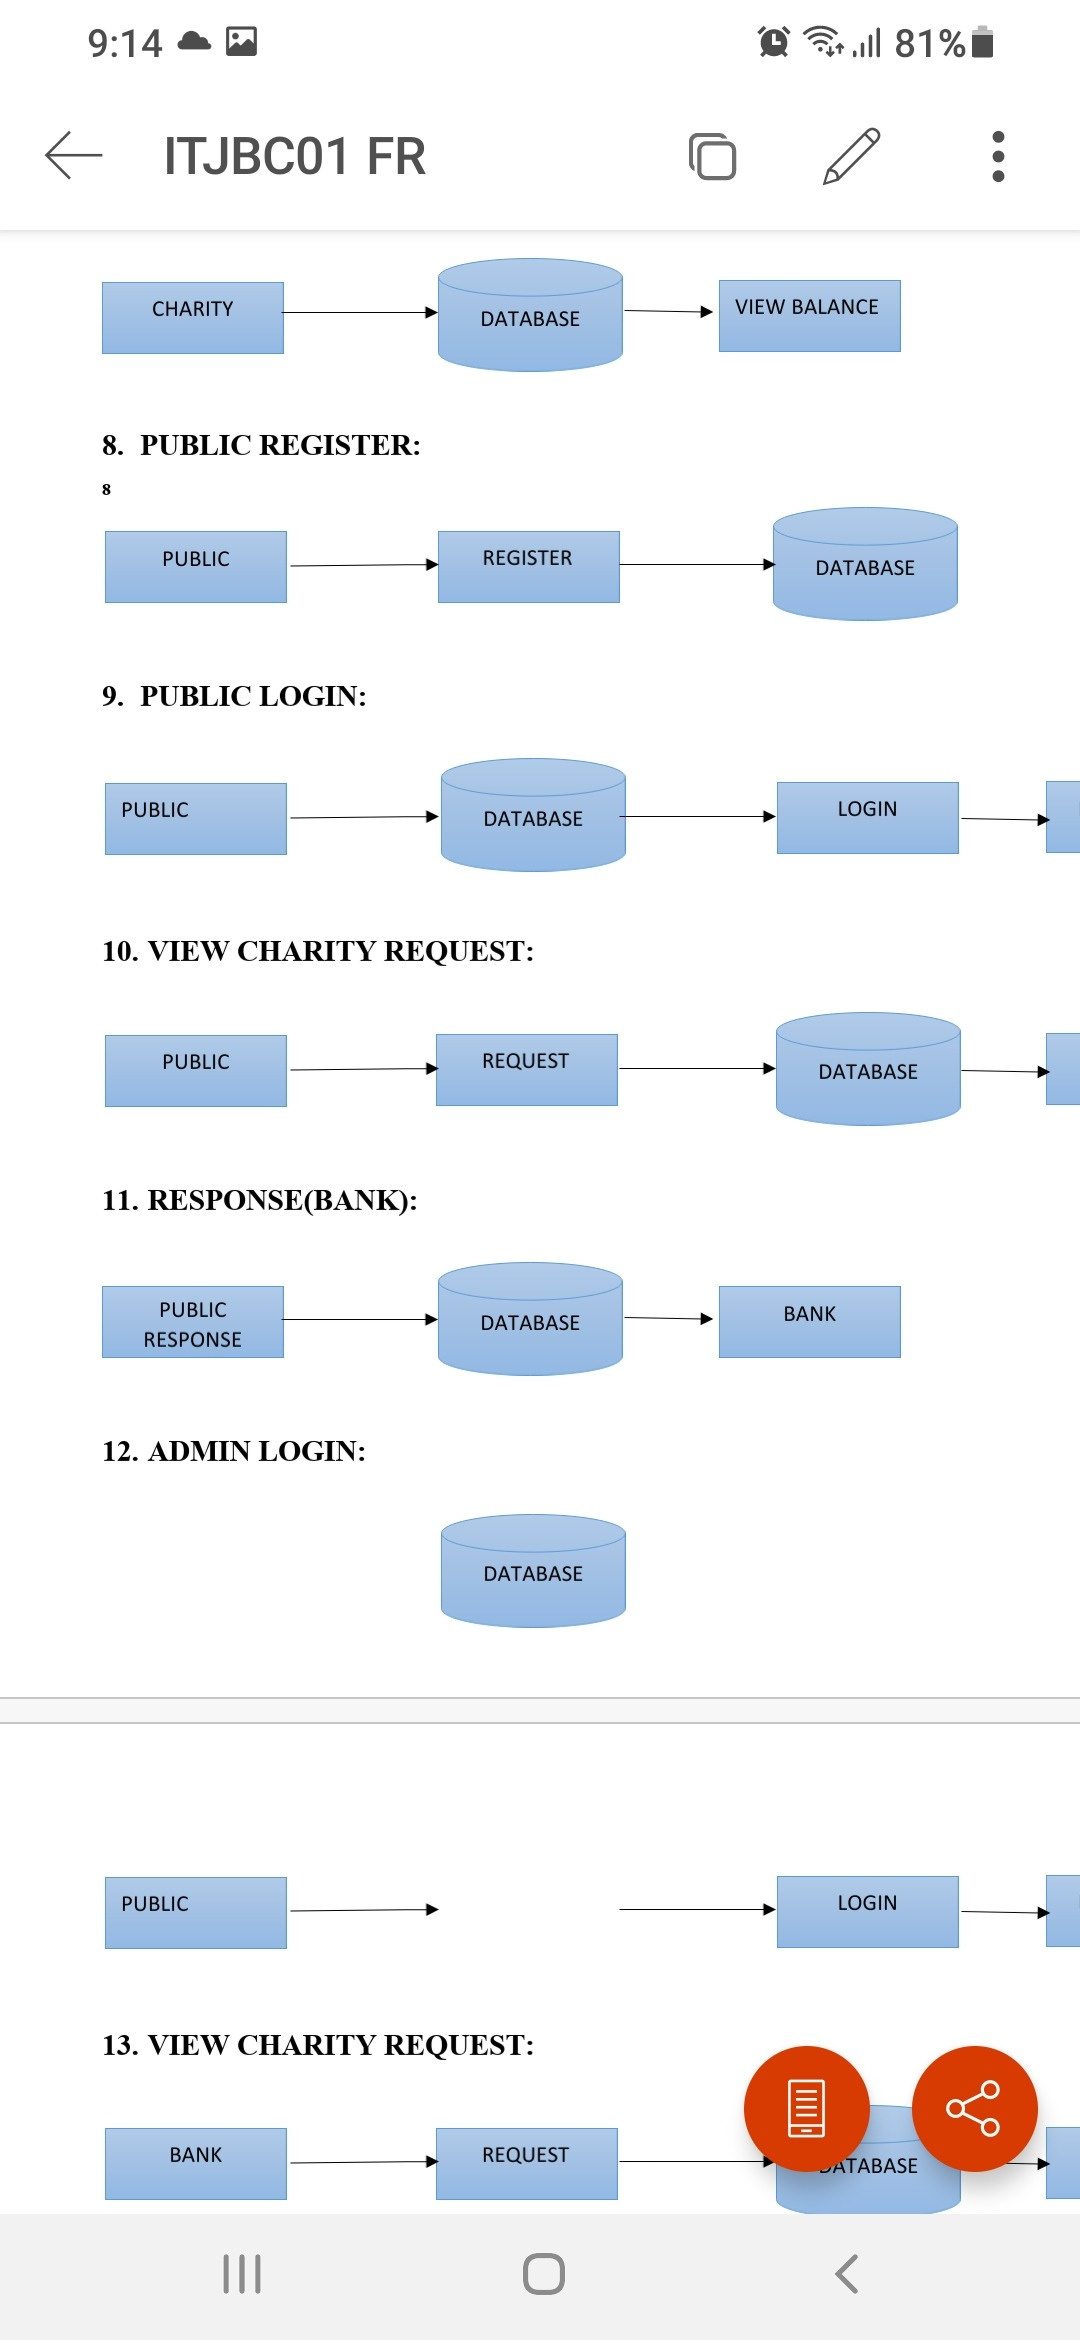 9:14 81%
ITJBC01 FR
CHARITY DATABASE VIEW BALANCE
8. PUBLIC REGISTER:
8
PUBLIC REGISTER DATABASE
9. PUBLIC LOGIN:
PUBLIC DATABASE LOGIN
10. VIEW CHARITY REQUEST:
PUBLIC REQUEST DATABASE
11. RESPONSE(BANK):
PUBLIC
RESPONSE DATABASE BANK
12. ADMIN LOGIN:
DATABASE
PUBLIC LOGIN
13. VIEW CHARITY REQUEST:
BANK REQUEST DATABASE